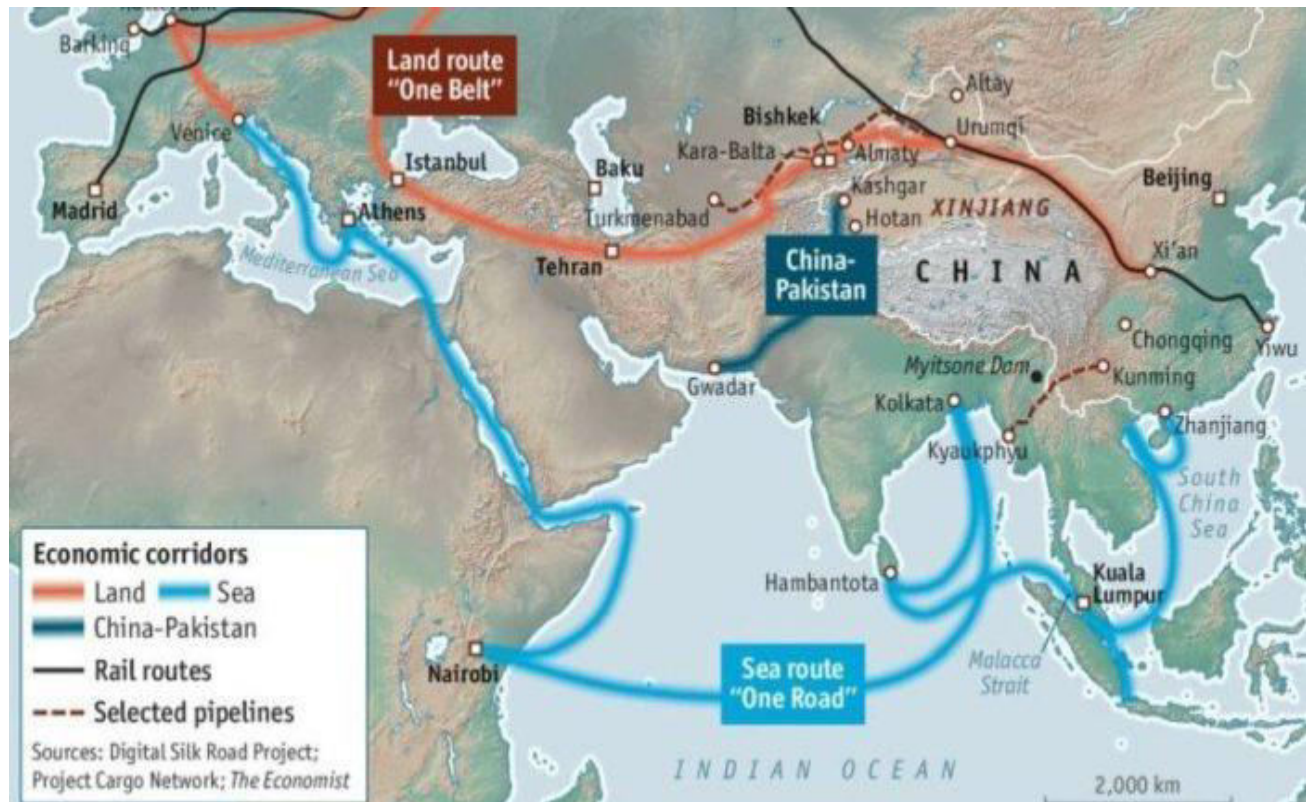 Barking
Land route
"One Belt"
Altay
Bishkek
Urumqi
Venice
Kara-Balta
Almaty
Istanbul
Baku
Kashgar
Beijing
Madrid
Athens
Turkmenabad
Hotan
XINJIANG
Mediterranean Sea
Tehran
China-
Pakistan
CHINA
Xi'an
Chongqing
Yiwu
Gwadar
Myitsone Dam
Kunming
Kolkata
Zhanjiang
Kyaukphyu
South
China
Sea
Economic corridors
Land Sea
China-Pakistan
Rail routes
Selected pipelines
Sources: Digital Silk Road Project;
Project Cargo Network; The Economist
Hambantota
Kuala
Lumpur
Nairobi
Sea route
"One Road"
Malacca
Strait
INDIAN OCEAN
2,000 km